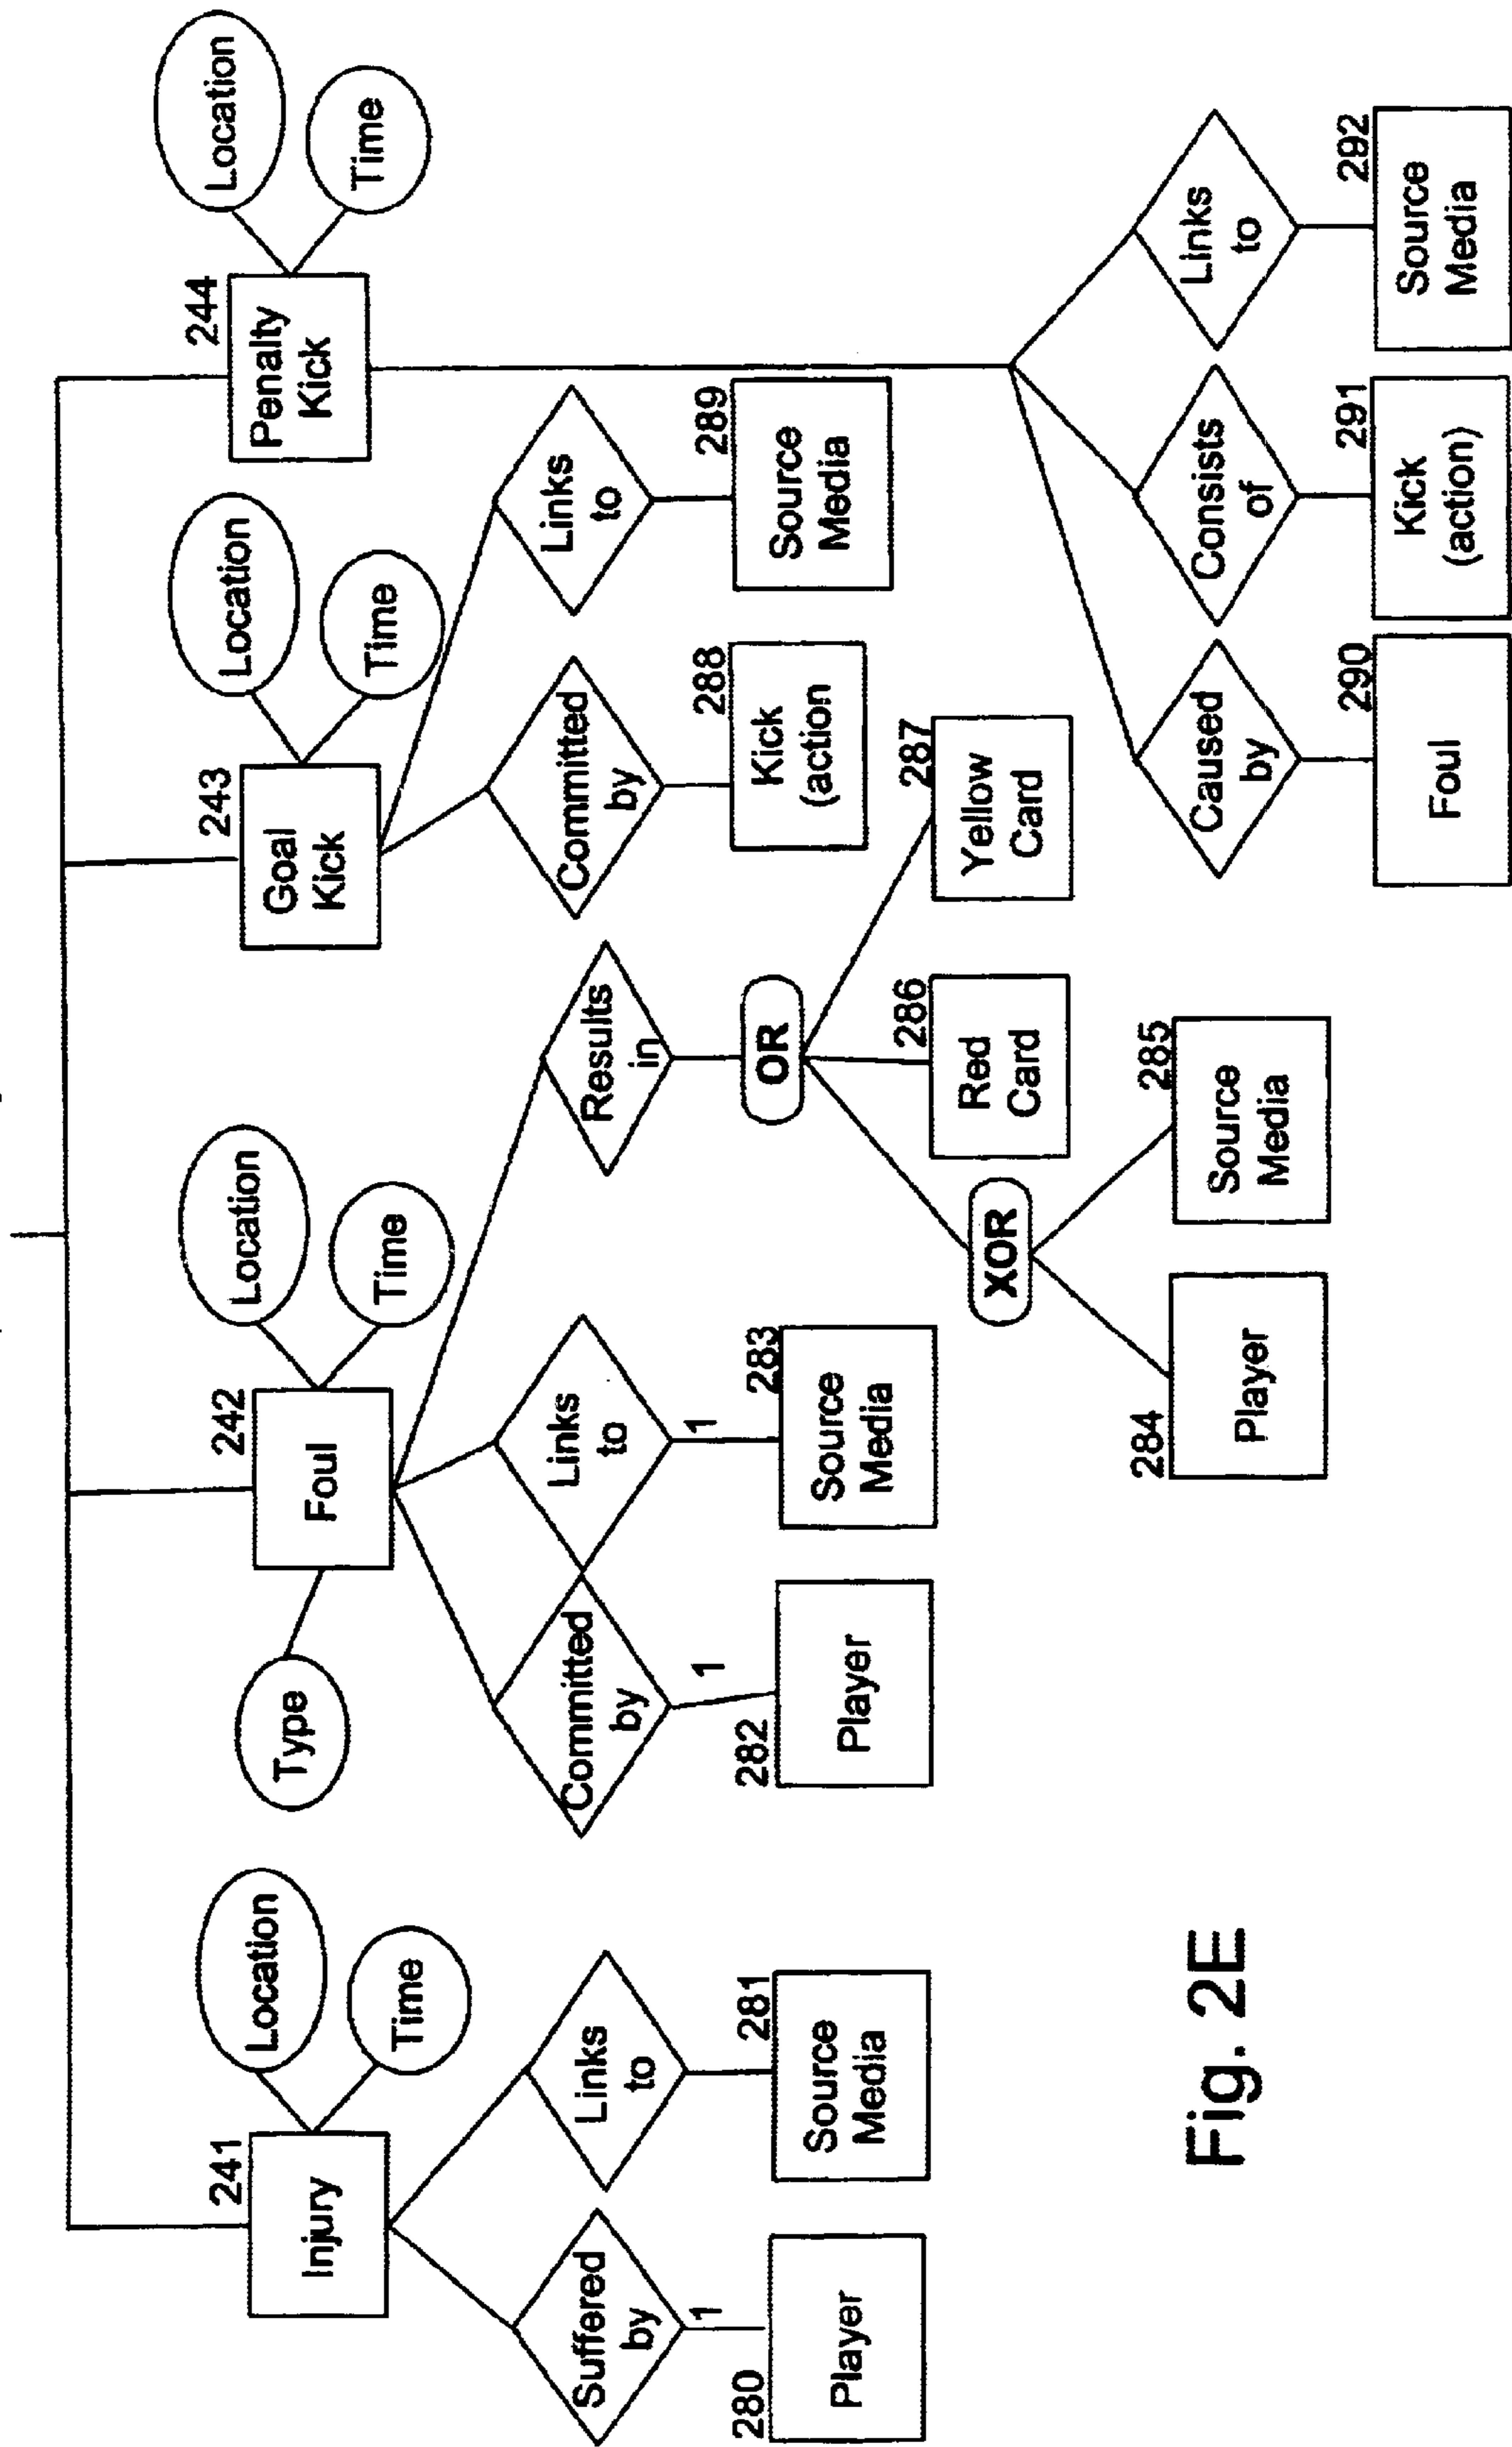 241
Injury
Location
Time
Suffered
by
1
280
Player
Links
to
281
Source
Media
Type
242
Foul
Location
Time
Committed
by
1
282
Player
Links
to
1
283
Source
Media
Results
in
OR
XOR
284
Player
285
Source
Media
286
Red
Card
287
Yellow
Card
243
Goal
Kick
Location
Time
Committed
by
288
Kick
(action
Links
to
289
Source
Media
244
Penalty
Kick
Location
Time
Caused
by
290
Foul
Consists
of
291
Kick
(action)
Links
to
292
Source
Media
Fig. 2E